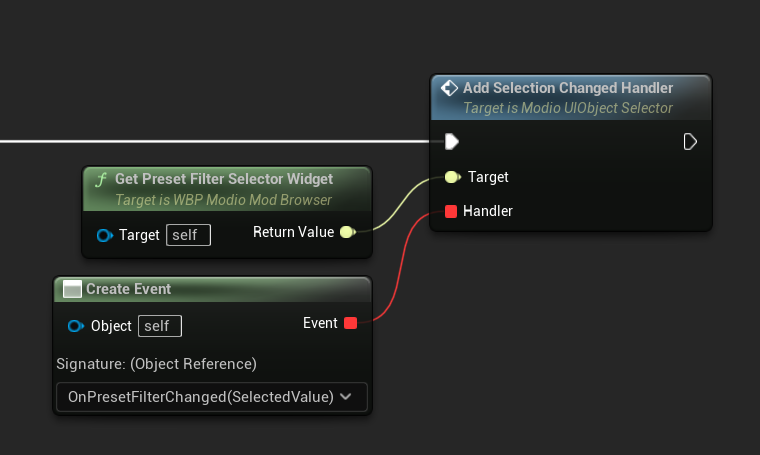 Add Selection Changed Handler
Target is Modio UIObject Selector
Target
Handler
Get Preset Filter Selector Widget
Target is WBP Modio Mod Browser
Target self Return Value
Create Event
Object self Event
Signature: (Object Reference)
OnPresetFilterChanged(SelectedValue)